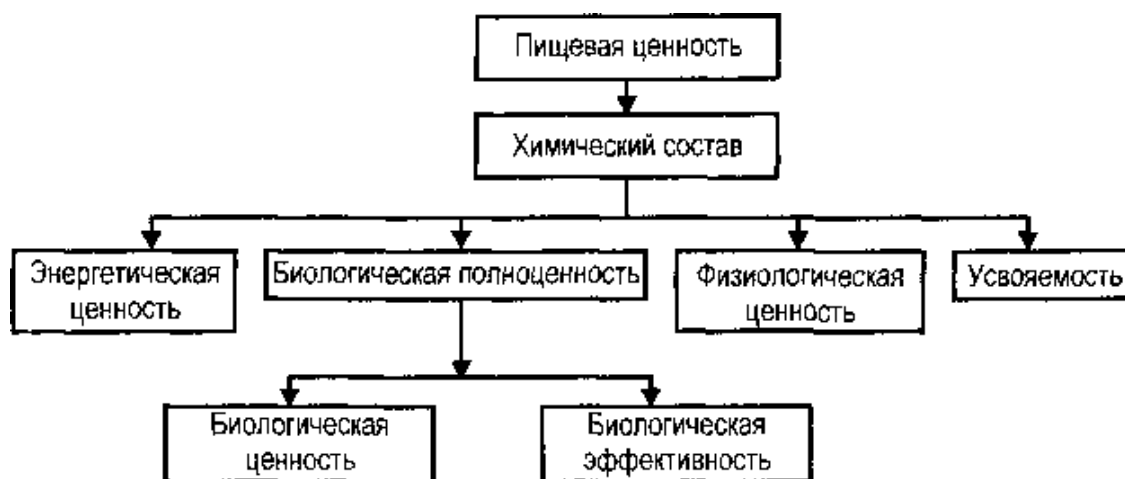 Пищевая ценность
Химический состав
Энергетическая
ценность
Биологическая полноценность
Физиологическая
ценность
Усвояемость
Биологическая
ценность
Биологическая
эффективность